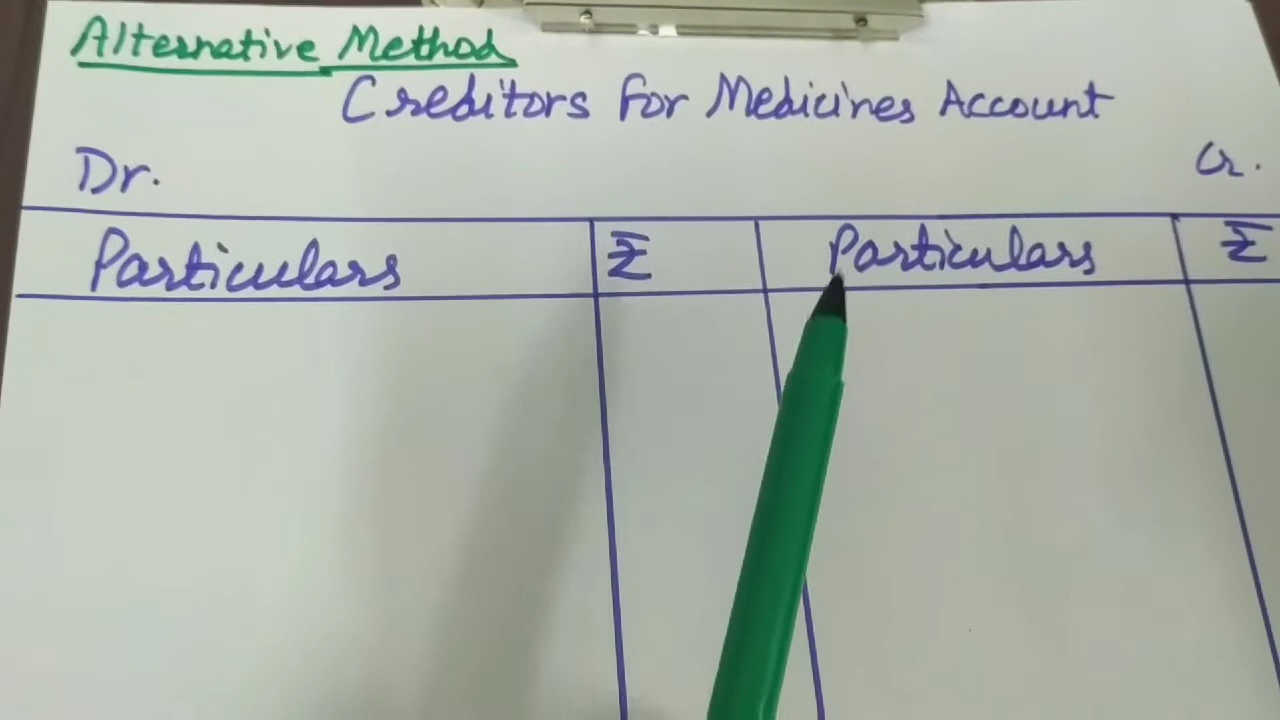 Alternative Method
Creditors For Medicines Account
Dr. Cr.
Particulars ₹ Particulars ₹